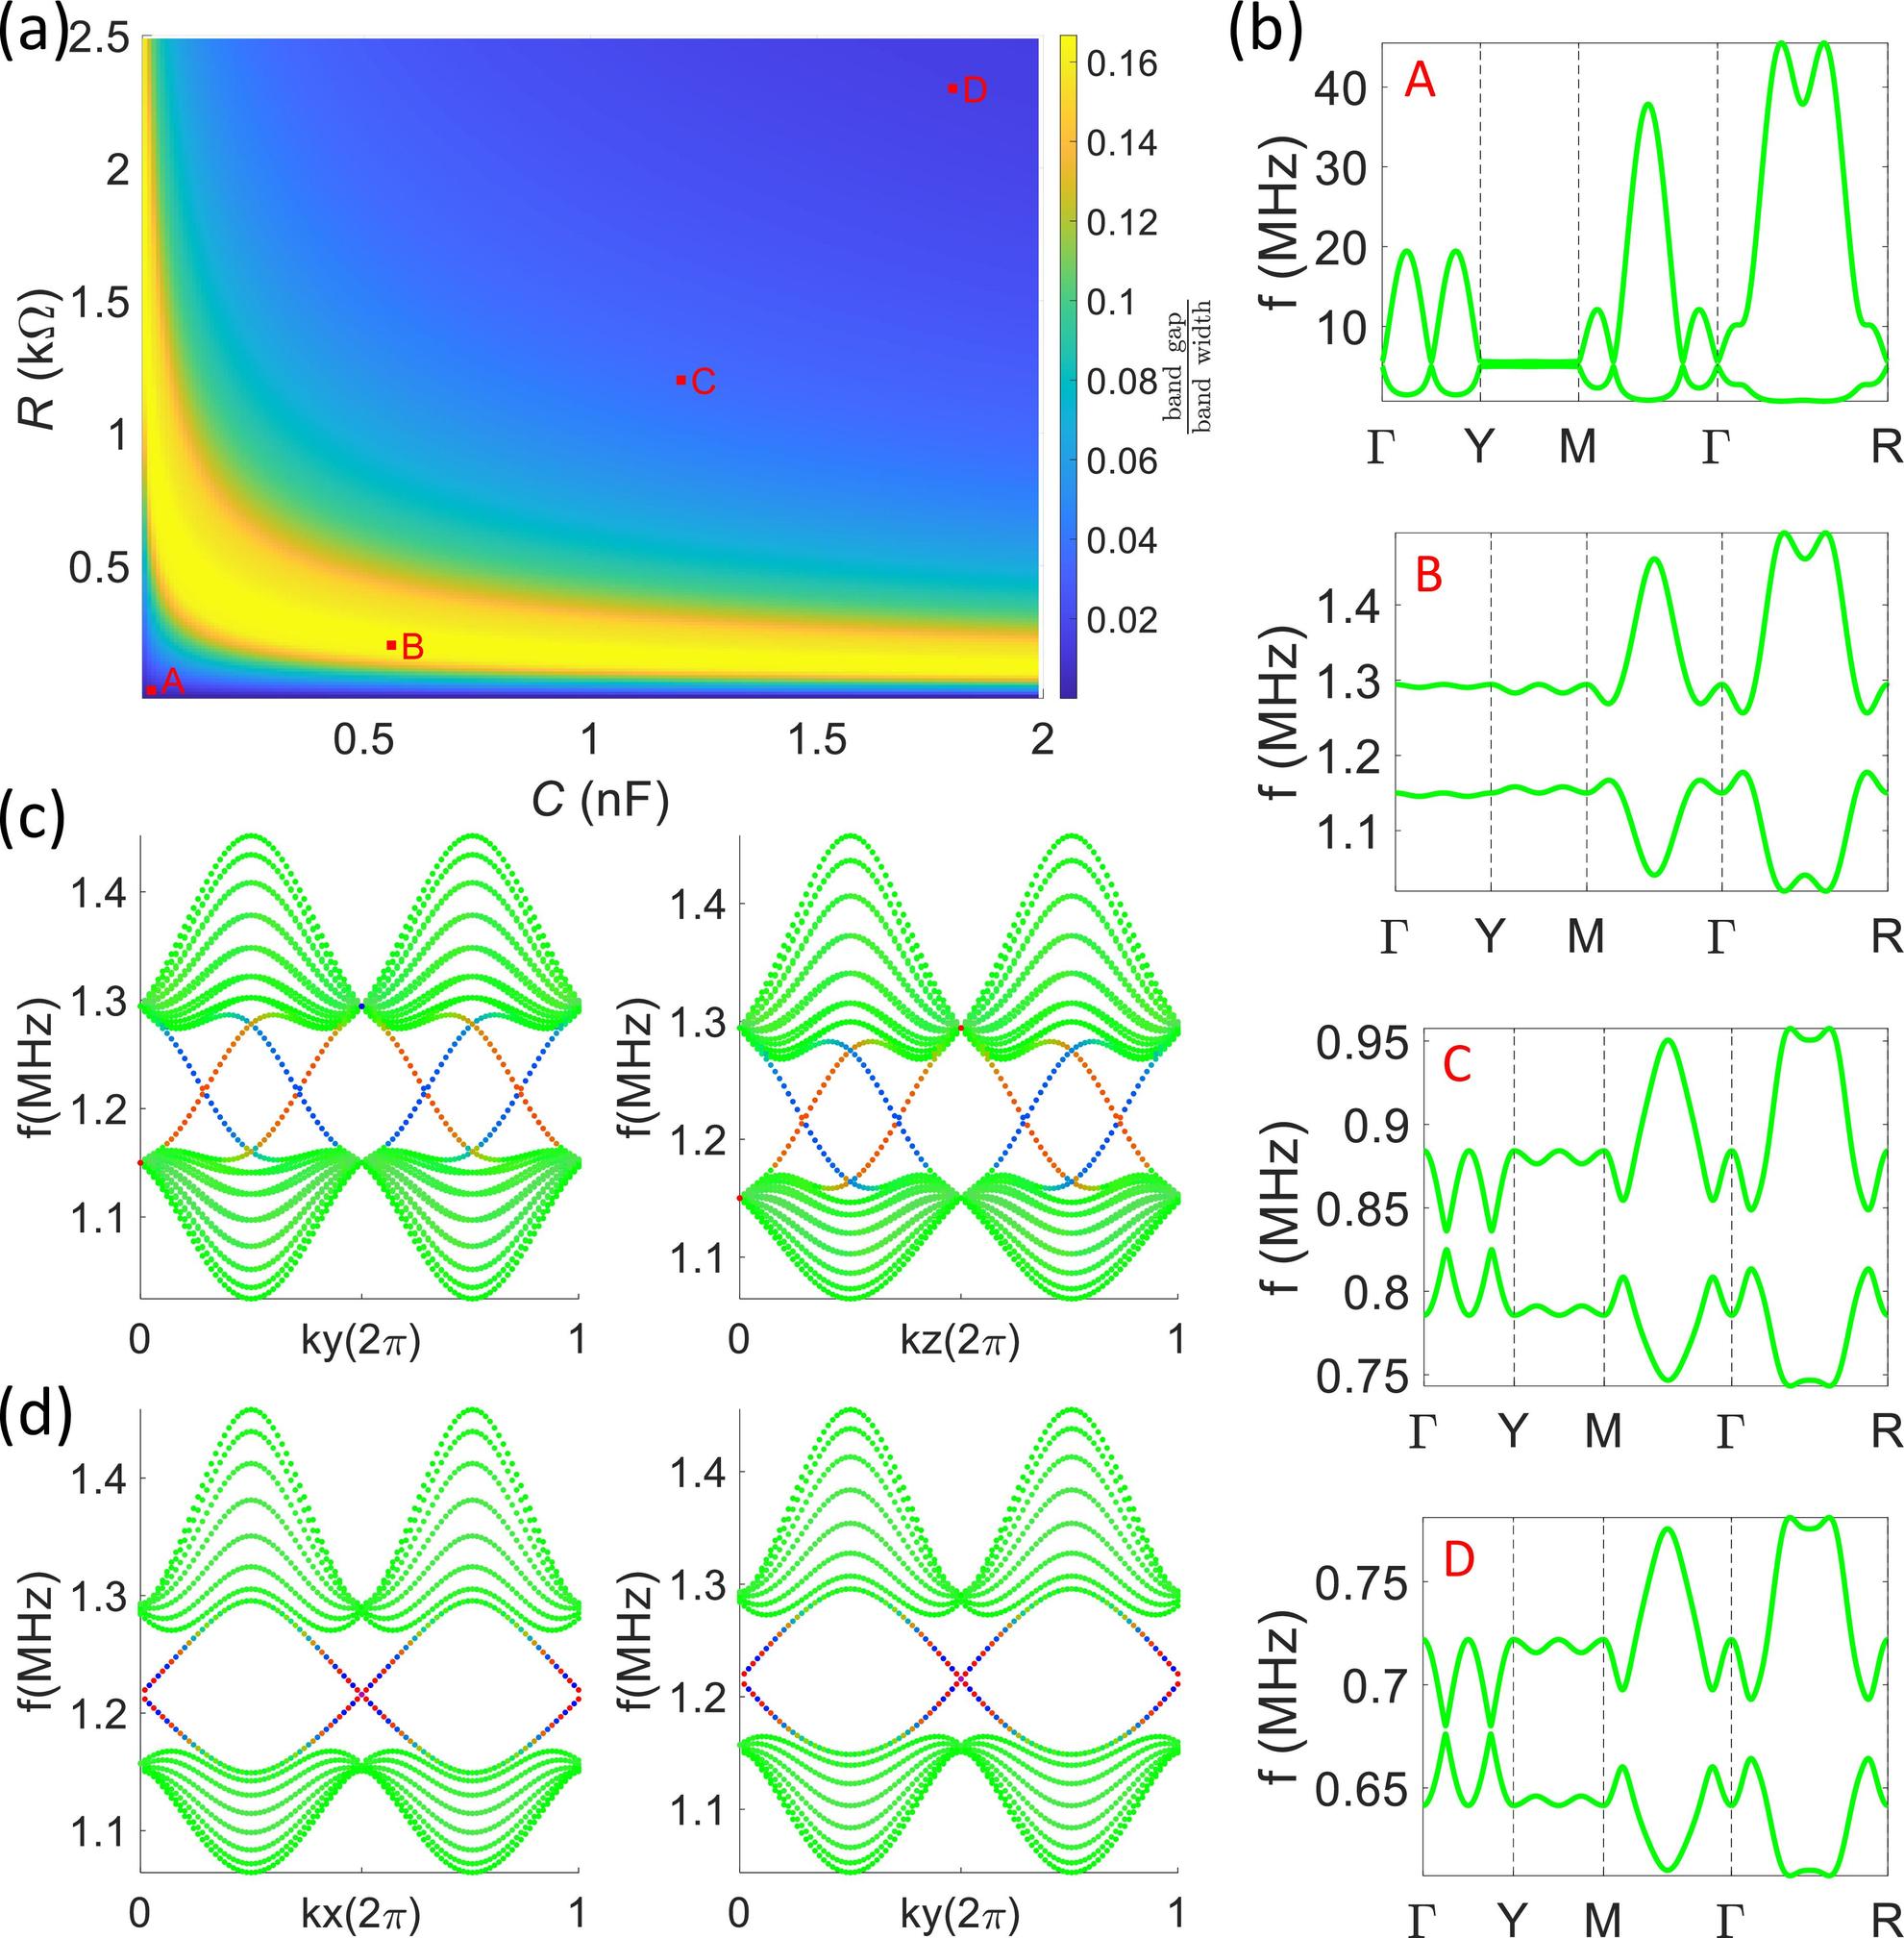 (a)
2.5
2
1.5
1
0.5
R (kΩ)
0.5 1 1.5 2
C (nF)
A
B
C
D
0.16
0.14
0.12
0.1
0.08
0.06
0.04
0.02
band gap
band width
(b)
A
40
30
20
10
f (MHz)
Γ Y M Γ R
B
1.4
1.3
1.2
1.1
f (MHz)
Γ Y M Γ R
C
0.95
0.9
0.85
0.8
0.75
f (MHz)
Γ Y M Γ R
D
0.75
0.7
0.65
f (MHz)
Γ Y M Γ R
(c)
1.4
1.3
1.2
1.1
f(MHz)
0 ky(2π) 1
1.4
1.3
1.2
1.1
f(MHz)
0 kz(2π) 1
(d)
1.4
1.3
1.2
1.1
f(MHz)
0 kx(2π) 1
1.4
1.3
1.2
1.1
f(MHz)
0 ky(2π) 1